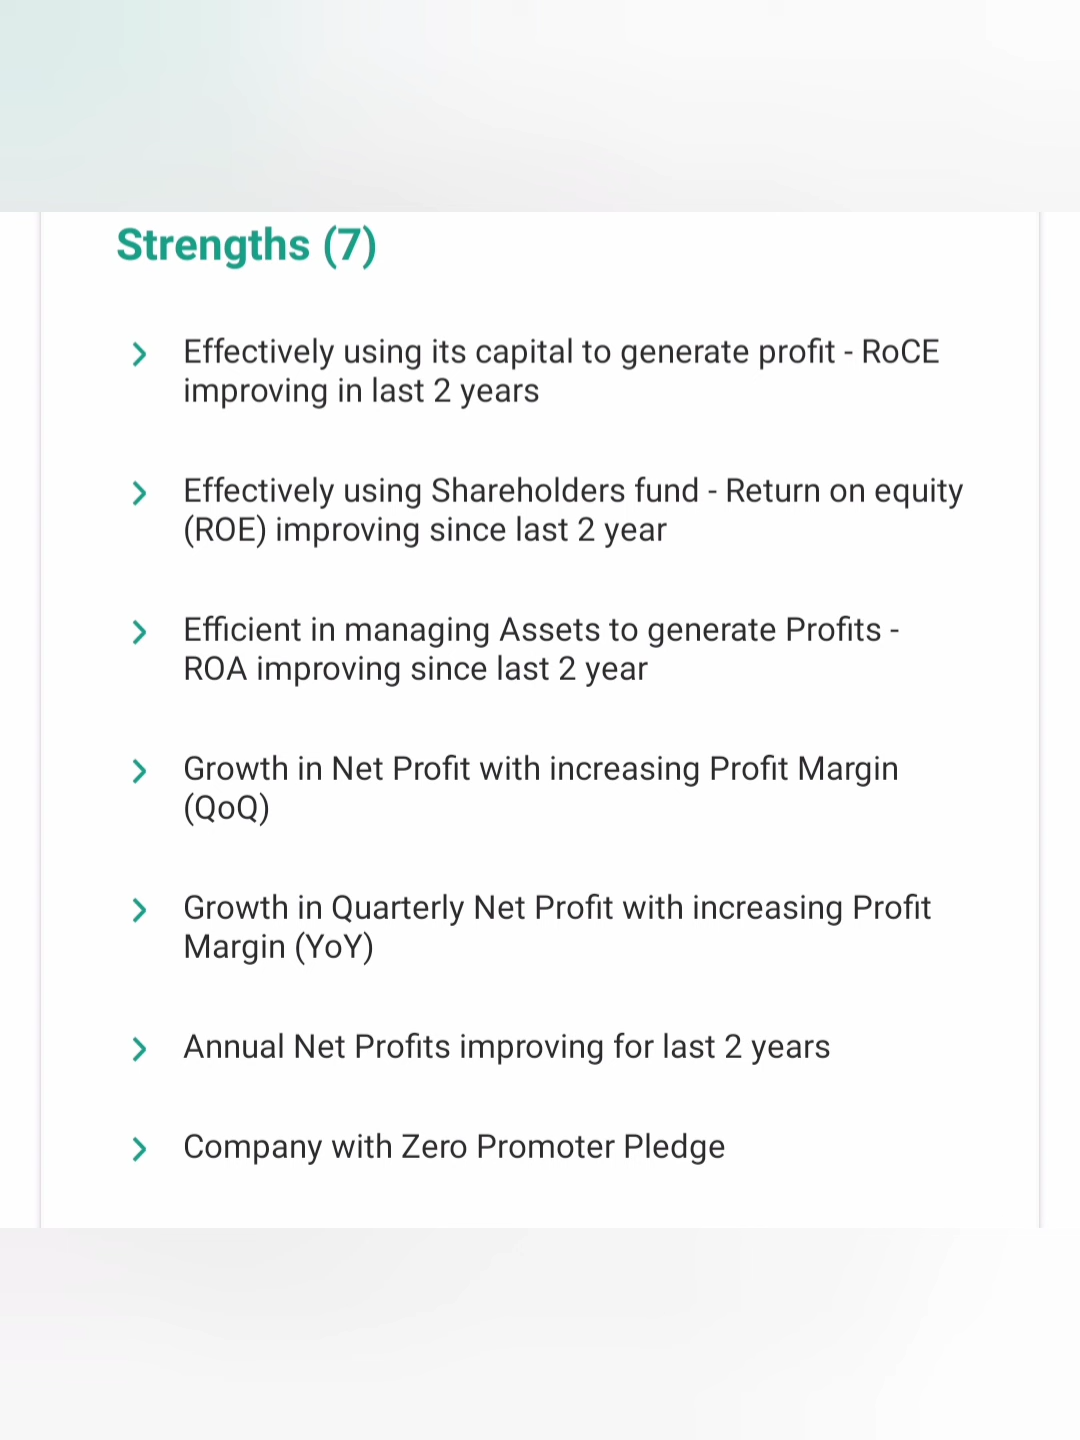 Strengths (7)
Effectively using its capital to generate profit - RoCE
improving in last 2 years
Effectively using Shareholders fund - Return on equity
(ROE) improving since last 2 year
Efficient in managing Assets to generate Profits -
ROA improving since last 2 year
Growth in Net Profit with increasing Profit Margin
(QoQ)
Growth in Quarterly Net Profit with increasing Profit
Margin (YoY)
Annual Net Profits improving for last 2 years
Company with Zero Promoter Pledge